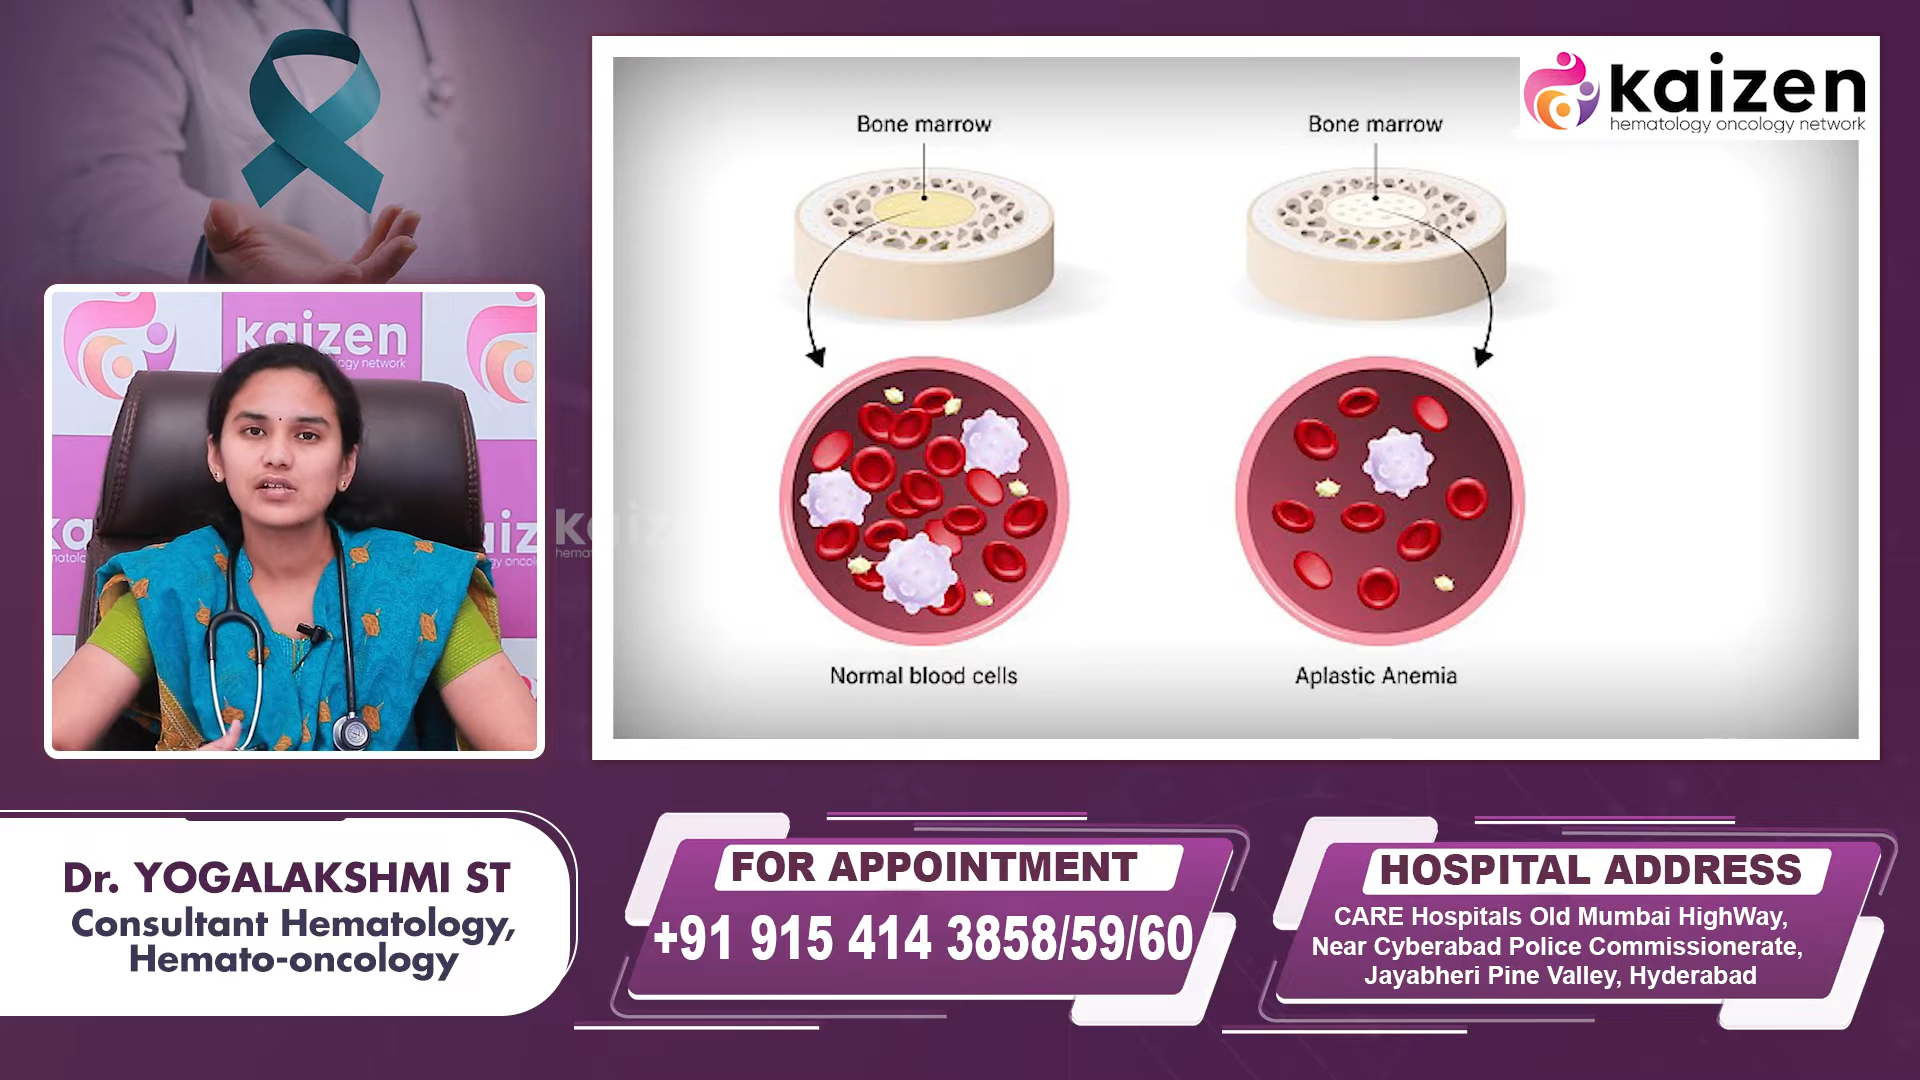 kaizen
hematology oncology network
Bone marrow
Bone marrow
kaizen
ogy network
Normal blood cells
Aplastic Anemia
Dr. YOGALAKSHMI ST
Consultant Hematology,
Hemato-oncology
FOR APPOINTMENT
+91 915 414 3858/59/60
HOSPITAL ADDRESS
CARE Hospitals Old Mumbai HighWay,
Near Cyberabad Police Commissionerate,
Jayabheri Pine Valley, Hyderabad